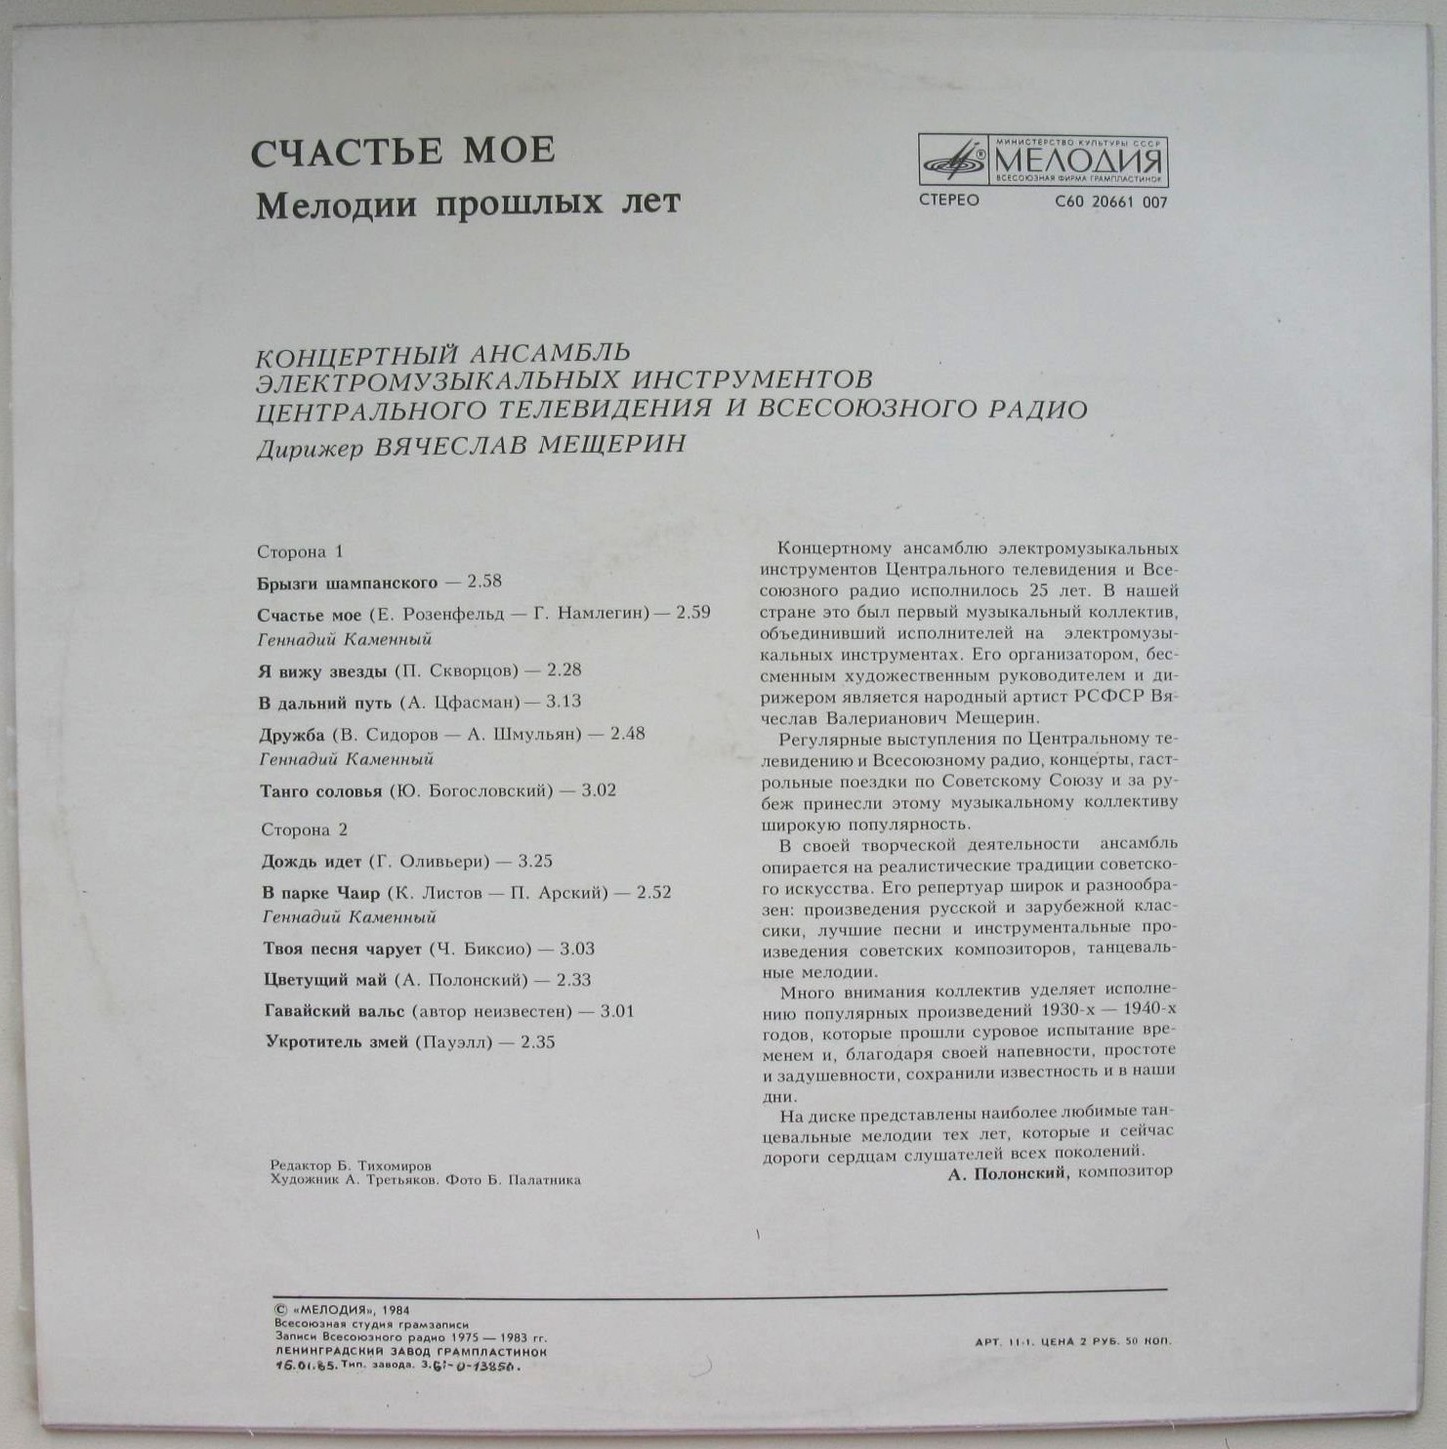 СЧАСТЬЕ МОЕ
Мелодии прошлых лет
МИНИСТЕРСТВО КУЛЬТУРЫ СССР
МЕЛОДИЯ
ВСЕСОЮЗНАЯ ФИРМА ГРАМПЛАСТИНОК
СТЕРЕО С60 20661 007
КОНЦЕРТНЫЙ АНСАМБЛЬ
ЭЛЕКТРОМУЗЫКАЛЬНЫХ ИНСТРУМЕНТОВ
ЦЕНТРАЛЬНОГО ТЕЛЕВИДЕНИЯ И ВСЕСОЮЗНОГО РАДИО
Дирижер ВЯЧЕСЛАВ МЕЩЕРИН
Сторона 1
Брызги шампанского — 2.58
Счастье мое (Е. Розенфельд — Г. Намлегин) — 2.59
Геннадий Каменный
Я вижу звезды (П. Скворцов) — 2.28
В дальний путь (А. Цфасман) — 3.13
Дружба (В. Сидоров — А. Шмульян) — 2.48
Геннадий Каменный
Танго соловья (Ю. Богословский) — 3.02
Сторона 2
Дождь идет (Г. Оливьери) — 3.25
В парке Чаир (К. Листов — П. Арский) — 2.52
Геннадий Каменный
Твоя песня чарует (Ч. Биксио) — 3.03
Цветущий май (А. Полонский) — 2.33
Гавайский вальс (автор неизвестен) — 3.01
Укротитель змей (Пауэлл) — 2.35
Редактор Б. Тихомиров
Художник А. Третьяков. Фото Б. Палатника
Концертному ансамблю электромузыкальных
инструментов Центрального телевидения и Все-
союзного радио исполнилось 25 лет. В нашей
стране это был первый музыкальный коллектив,
объединивший исполнителей на электромузы-
кальных инструментах. Его организатором, бес-
сменным художественным руководителем и ди-
рижером является народный артист РСФСР Вя-
чеслав Валерианович Мещерин.
Регулярные выступления по Центральному те-
левидению и Всесоюзному радио, концерты, гаст-
рольные поездки по Советскому Союзу и за ру-
беж принесли этому музыкальному коллективу
широкую популярность.
В своей творческой деятельности ансамбль
опирается на реалистические традиции советско-
го искусства. Его репертуар широк и разнообра-
зен: произведения русской и зарубежной клас-
сики, лучшие песни и инструментальные про-
изведения советских композиторов, танцеваль-
ные мелодии.
Много внимания коллектив уделяет исполне-
нию популярных произведений 1930-х — 1940-х
годов, которые прошли суровое испытание вре-
менем и, благодаря своей напевности, простоте
и задушевности, сохранили известность и в наши
дни.
На диске представлены наиболее любимые тан-
цевальные мелодии тех лет, которые и сейчас
дороги сердцам слушателей всех поколений.
А. Полонский, композитор
© «МЕЛОДИЯ», 1984
Всесоюзная студия грамзаписи
Записи Всесоюзного радио 1975 — 1983 гг.
ЛЕНИНГРАДСКИЙ ЗАВОД ГРАМПЛАСТИНОК
Тип. завода.
АРТ. 11-1. ЦЕНА 2 РУБ. 50 КОП.